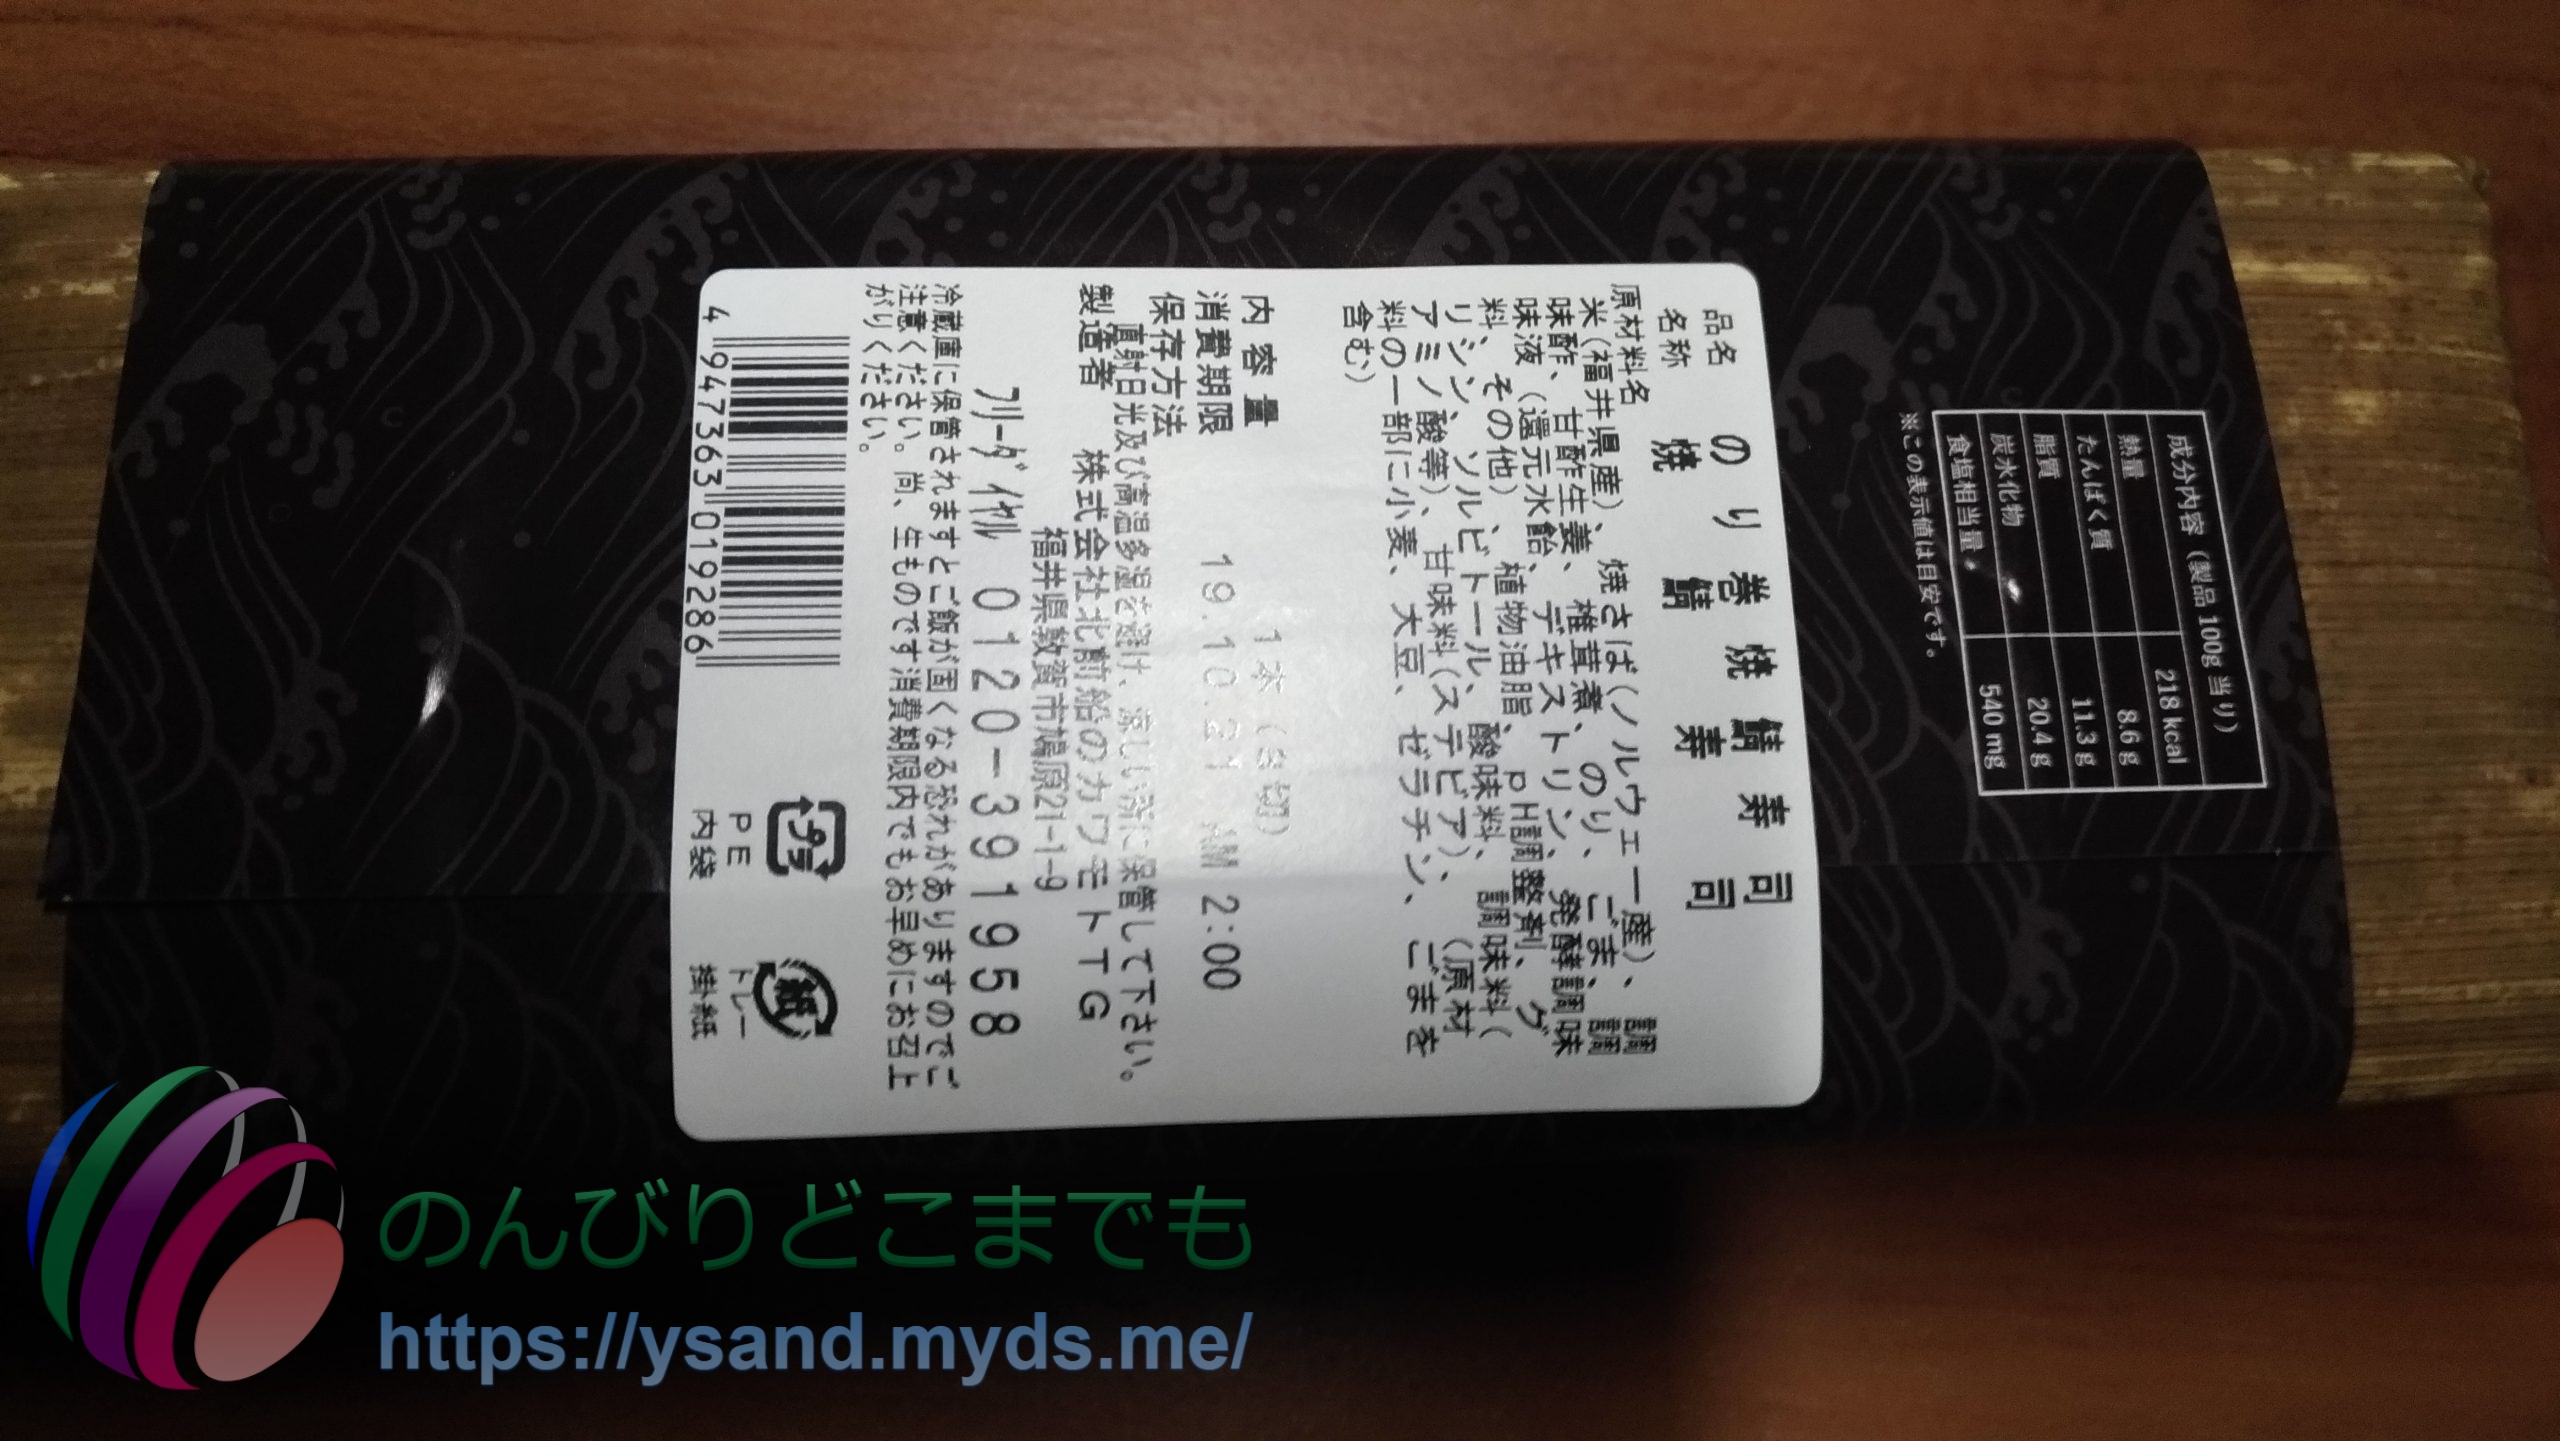 成分内容（製品 100g 当り）
熱量 218 kcal
たんぱく質 8.6 g
脂質 11.3 g
炭水化物 20.4 g
食塩相当量 540 mg
※この表示値は目安です。
品名 のり巻焼鯖寿司
名称 焼鯖寿司
原材料名
米(福井県産)、焼さば(ノルウェー産)、調
味酢、甘酢生姜、椎茸煮、のり、ごま、調
味液（還元水飴、デキストリン、発酵調味
料、その他)、植物油脂、pH調整剤、グ
リシン、ソルビトール、酸味料、調味料(
アミノ酸等)、甘味料(ステビア)、(原材
料の一部に小麦、大豆、ゼラチン、ごまを
含む)
内容量 1本(8切)
消費期限 19.10.21 AM 2:00
保存方法
直射日光及び高温多湿を避け、涼しい所に保管して下さい。
製造者 株式会社北前船のカワモトTG
福井県敦賀市鳩原21-1-9
ﾌﾘｰﾀﾞｲﾔﾙ 0120-391958
冷蔵庫に保管されますとご飯が固くなる恐れがありますのでご
注意ください。尚、生ものです消費期限内でもお早めにお召上
がりください。
4947363019286
プラ
PE
内袋
紙
トレー
掛紙
のんびりどこまでも
https://ysand.myds.me/